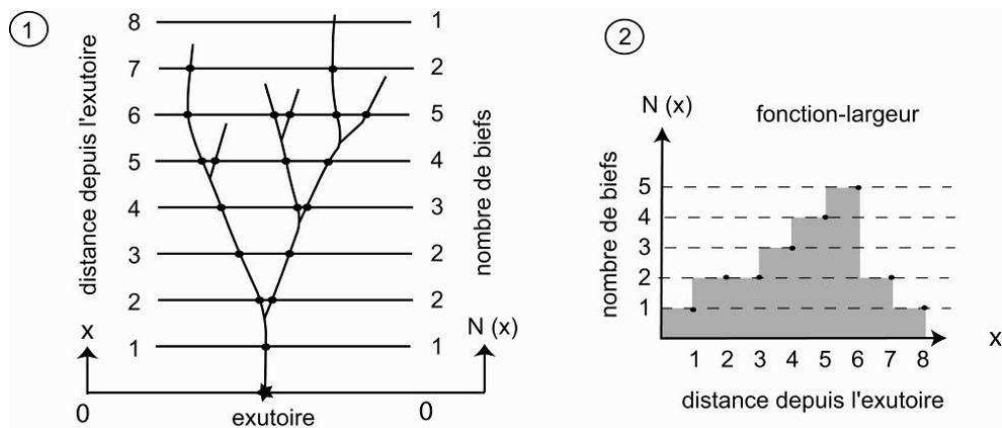 1
distance depuis l'exutoire
8
7
6
5
4
3
2
1
x
0
exutoire
1
2
5
4
3
2
2
1
nombre de biefs
N (x)
0
2
N (x)
fonction-largeur
nombre de biefs
5
4
3
2
1
1 2 3 4 5 6 7 8
x
distance depuis l'exutoire